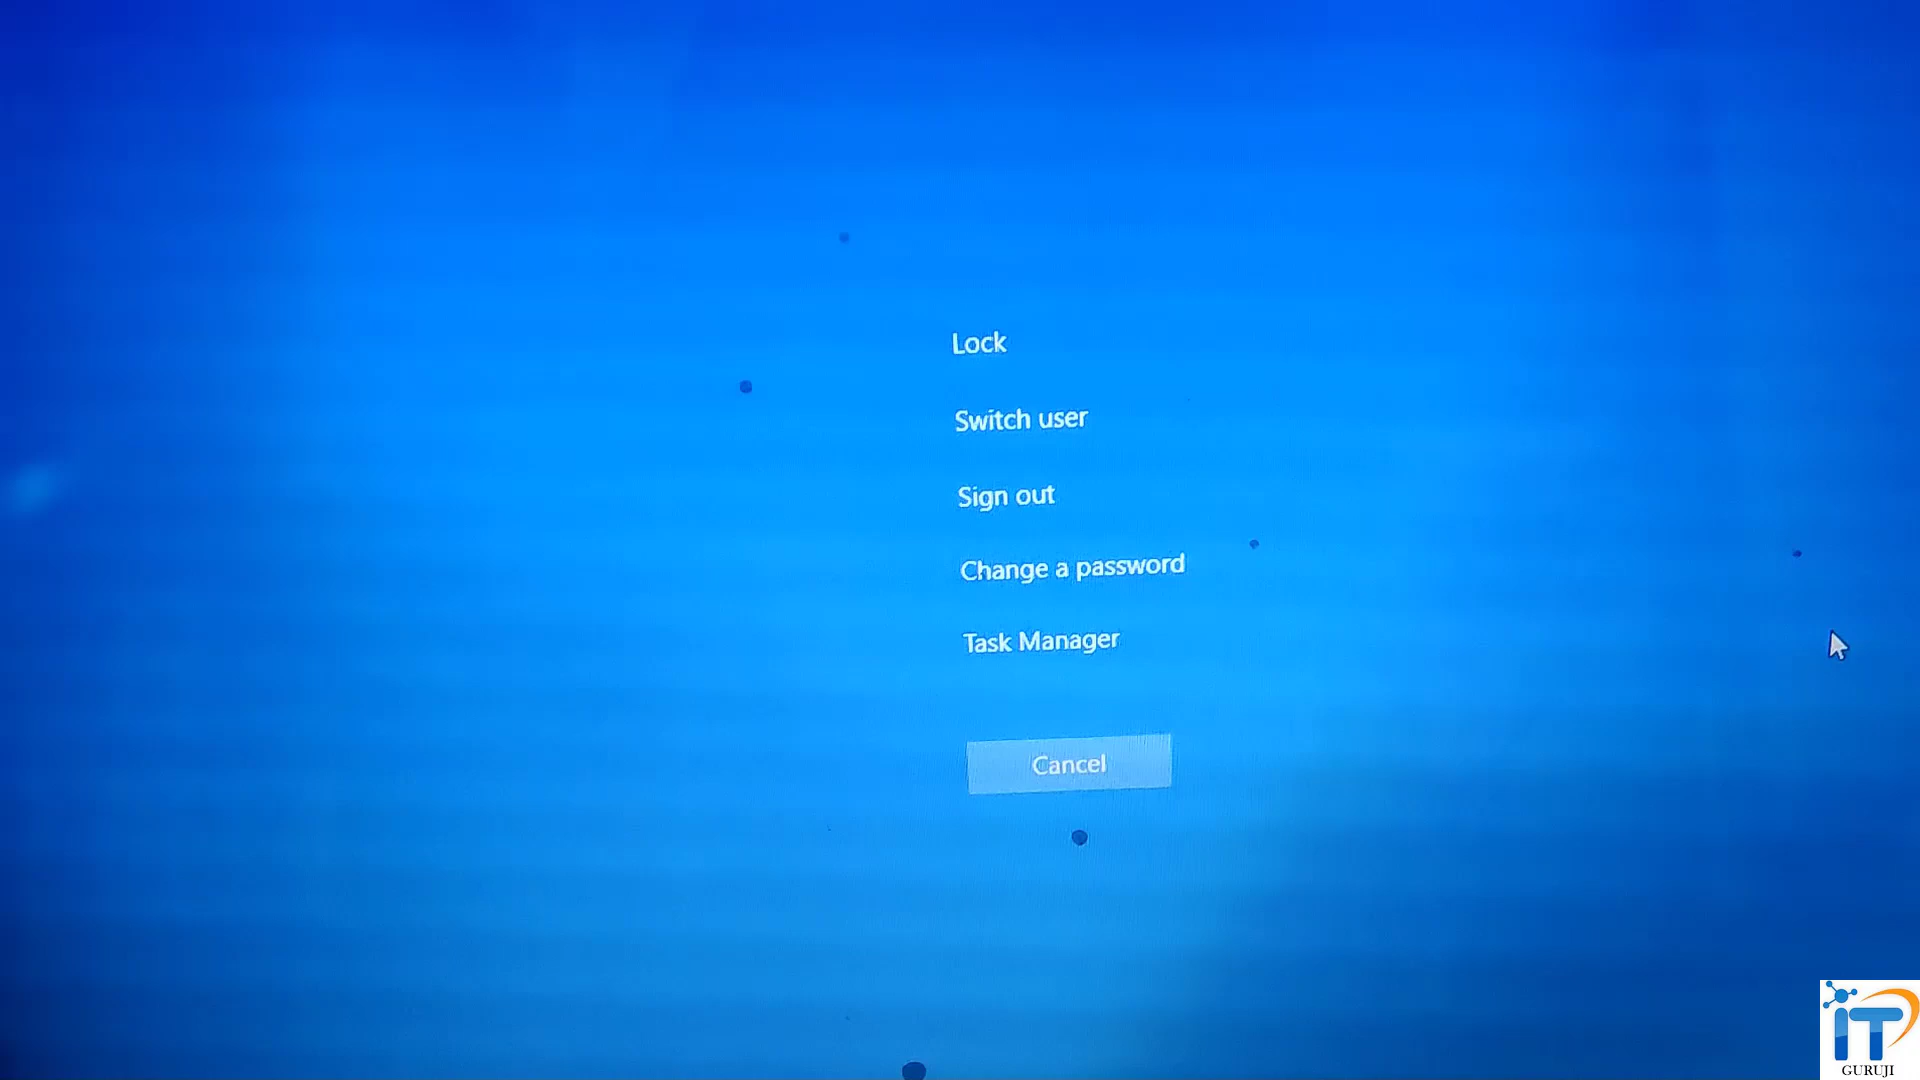 Lock
Switch user
Sign out
Change a password
Task Manager
Cancel
iT
GURUJI